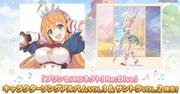 『プリンセスコネクト！Re:Dive』
キャラクターソングアルバムVOL.1 & サントラVOL.2 発売！